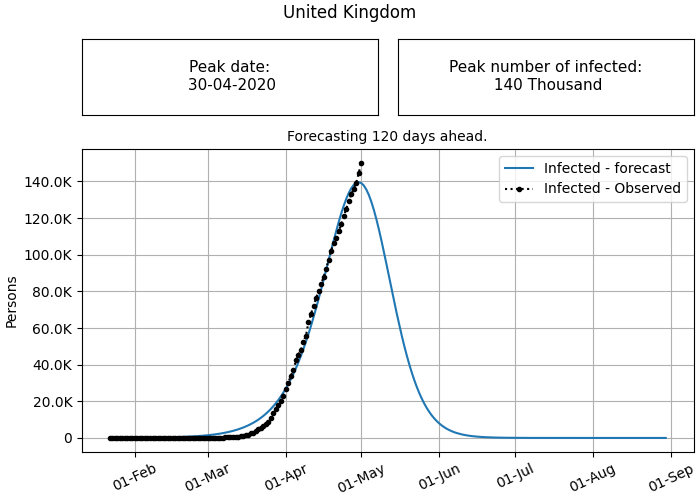 United Kingdom
Peak date:
30-04-2020
Peak number of infected:
140 Thousand
Forecasting 120 days ahead.
Infected - forecast
Infected - Observed
140.0K
120.0K
100.0K
80.0K
60.0K
40.0K
20.0K
0
Persons
01-Feb
01-Mar
01-Apr
01-May
01-Jun
01-Jul
01-Aug
01-Sep